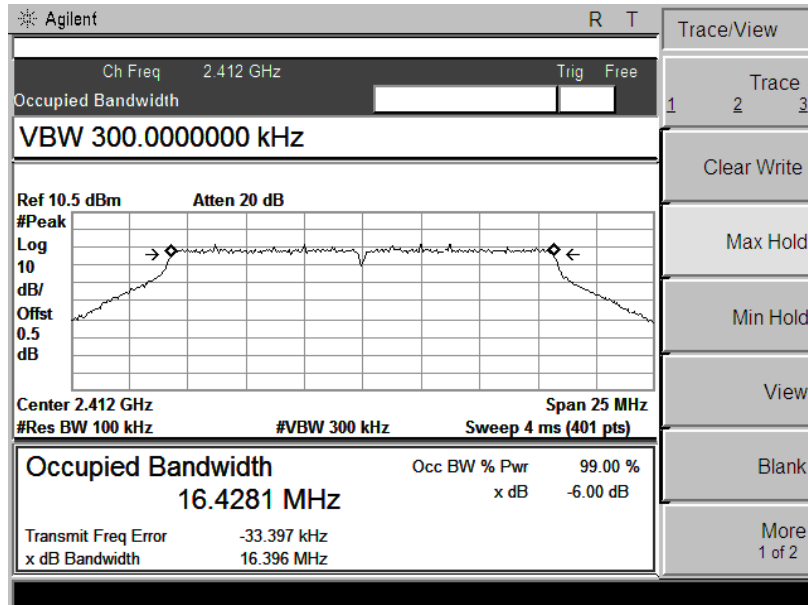 Agilent R T
Ch Freq 2.412 GHz Trig Free
Occupied Bandwidth
VBW 300.0000000 kHz
Ref 10.5 dBm Atten 20 dB
#Peak
Log
10
dB/
Offst
0.5
dB
Center 2.412 GHz Span 25 MHz
#Res BW 100 kHz #VBW 300 kHz Sweep 4 ms (401 pts)
Occupied Bandwidth Occ BW % Pwr 99.00 %
16.4281 MHz x dB -6.00 dB
Transmit Freq Error -33.397 kHz
x dB Bandwidth 16.396 MHz
Trace/View
Trace
1 2 3
Clear Write
Max Hold
Min Hold
View
Blank
More
1 of 2